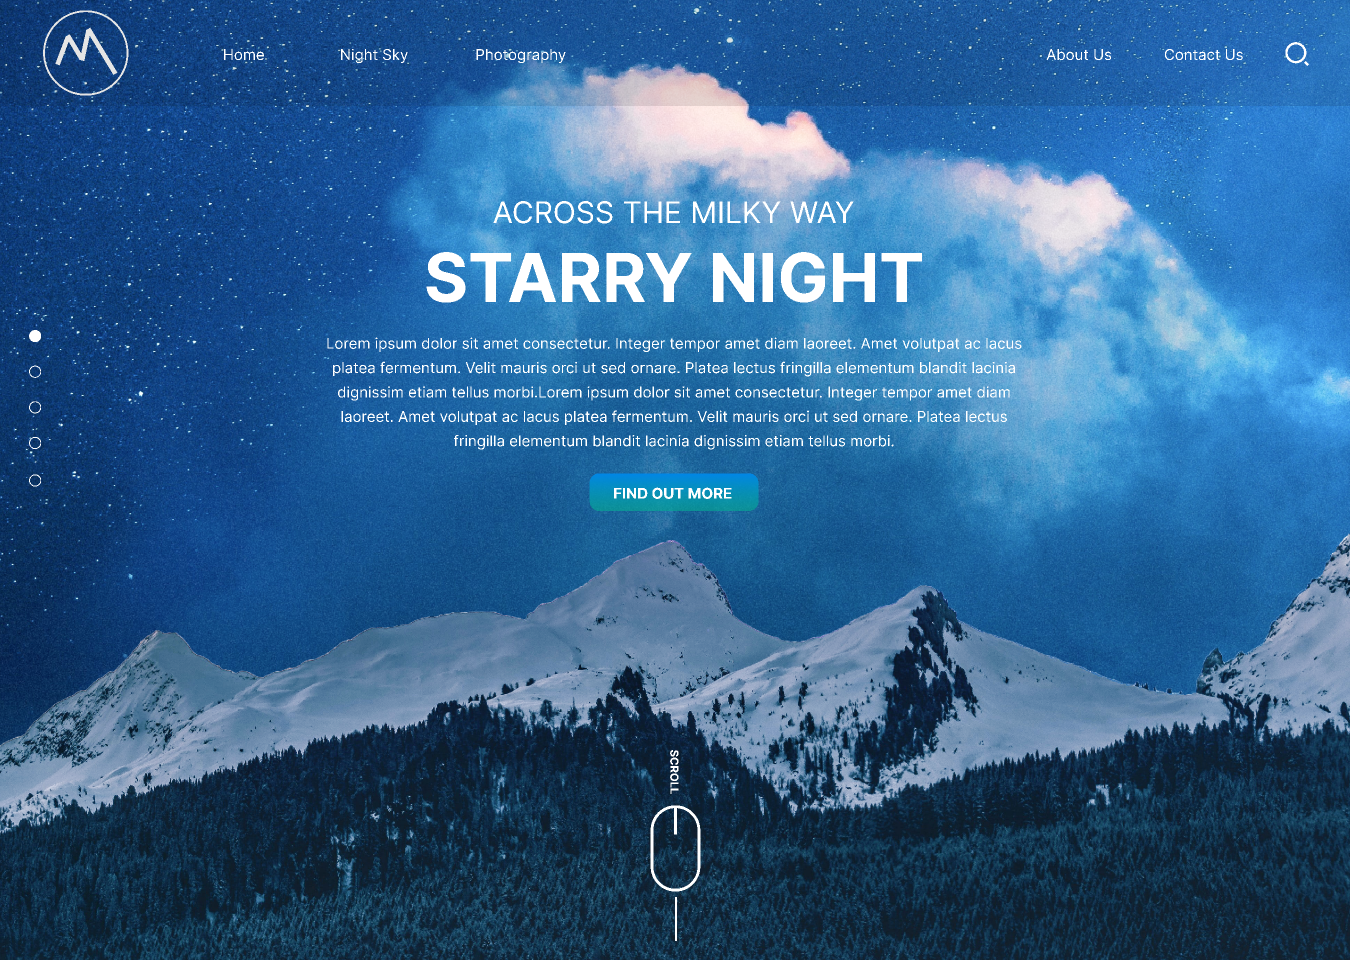 Home
Night Sky
Photography
About Us
Contact Us
ACROSS THE MILKY WAY
STARRY NIGHT
Lorem ipsum dolor sit amet consectetur. Integer tempor amet diam laoreet. Amet volutpat ac lacus
platea fermentum. Velit mauris orci ut sed ornare. Platea lectus fringilla elementum blandit lacinia
dignissim etiam tellus morbi.Lorem ipsum dolor sit amet consectetur. Integer tempor amet diam
laoreet. Amet volutpat ac lacus platea fermentum. Velit mauris orci ut sed ornare. Platea lectus
fringilla elementum blandit lacinia dignissim etiam tellus morbi.
FIND OUT MORE
SCROLL